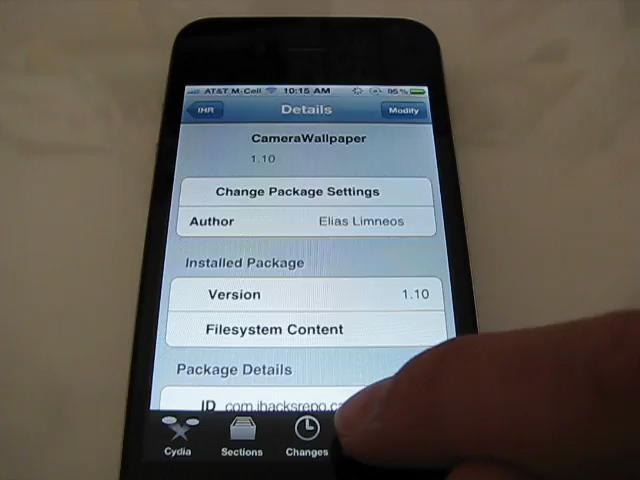 AT&T M-Cell 10:15 AM 95%
IHR Details Modify
CameraWallpaper
1.10
Change Package Settings
Author Elias Limneos
Installed Package
Version 1.10
Filesystem Content
Package Details
ID com.ihacksrepo.ca
Cydia Sections Changes